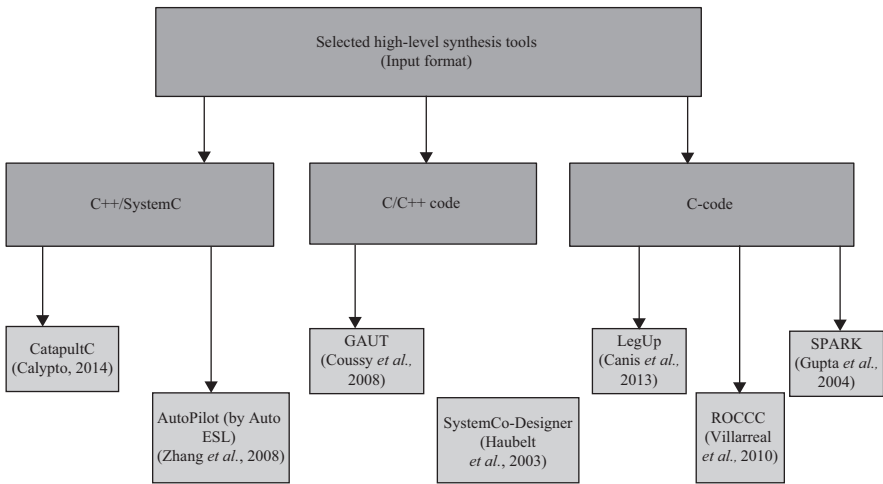 Selected high-level synthesis tools
(Input format)
C++/SystemC
C/C++ code
C-code
CatapultC
(Calypto, 2014)
GAUT
(Coussy et al.,
2008)
LegUp
(Canis et al.,
2013)
SPARK
(Gupta et al.,
2004)
AutoPilot (by Auto
ESL)
(Zhang et al., 2008)
SystemCo-Designer
(Haubelt
et al., 2003)
ROCCC
(Villarreal
et al., 2010)